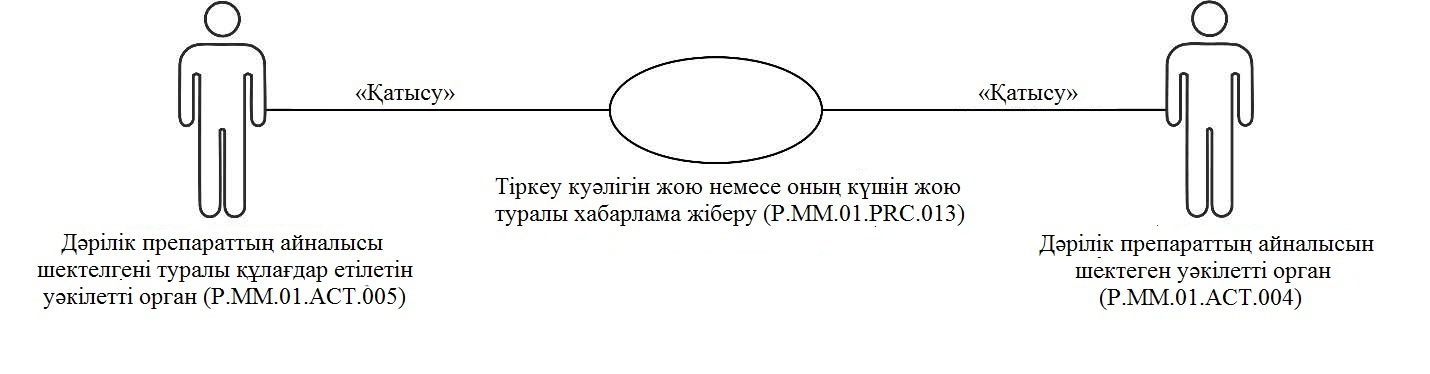 «Қатысу»
«Қатысу»
Тіркеу куәлігін жою немесе оның күшін жою
туралы хабарлама жіберу (P.MM.01.PRC.013)
Дәрілік препараттың айналысы
шектелгені туралы құлағдар етілетін
уәкілетті орган (P.MM.01.ACT.005)
Дәрілік препараттың айналысын
шектеген уәкілетті орган
(P.MM.01.ACT.004)